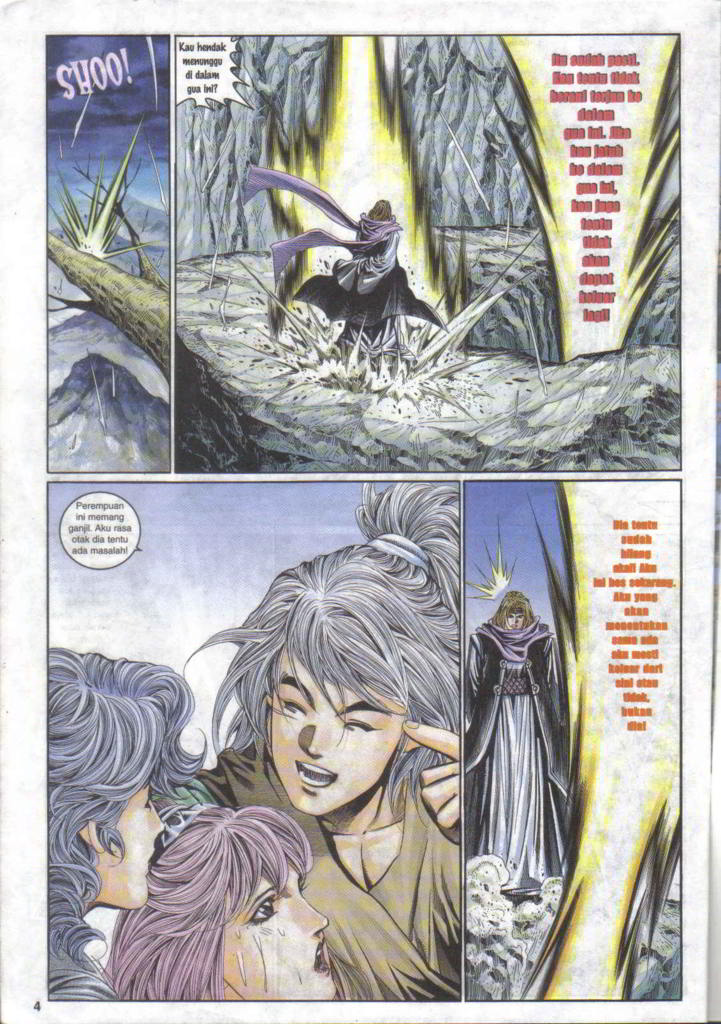 SHOO!
Kau hendak
menunggu
di dalam
gua ini?
Itu sudah pasti.
Kau tentu tidak
berani terjun ke
dalam
gua ini. Jika
kau jatuh
ke dalam
gua ini,
kau juga
tentu
tidak
akan
dapat
keluar
lagi!
Perempuan
ini memang
ganjil. Aku rasa
otak dia tentu
ada masalah!
Dia tentu
sudah
hilang
akal! Aku
ini bos sekarang.
Aku yang
akan
menentukan
sama ada
aku mesti
keluar dari
sini atau
tidak,
bukan
dia!
4